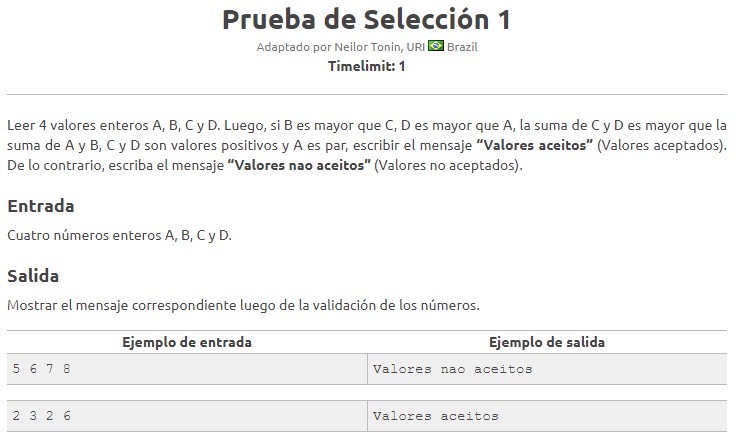 Prueba de Selección 1
Adaptado por Neilor Tonin, URI Brazil
Timelimit: 1
Leer 4 valores enteros A, B, C y D. Luego, si B es mayor que C, D es mayor que A, la suma de C y D es mayor que la
suma de A y B, C y D son valores positivos y A es par, escribir el mensaje “Valores aceitos” (Valores aceptados).
De lo contrario, escriba el mensaje “Valores nao aceitos” (Valores no aceptados).
Entrada
Cuatro números enteros A, B, C y D.
Salida
Mostrar el mensaje correspondiente luego de la validación de los números.
Ejemplo de entrada Ejemplo de salida
5 6 7 8 Valores nao aceitos
2 3 2 6 Valores aceitos